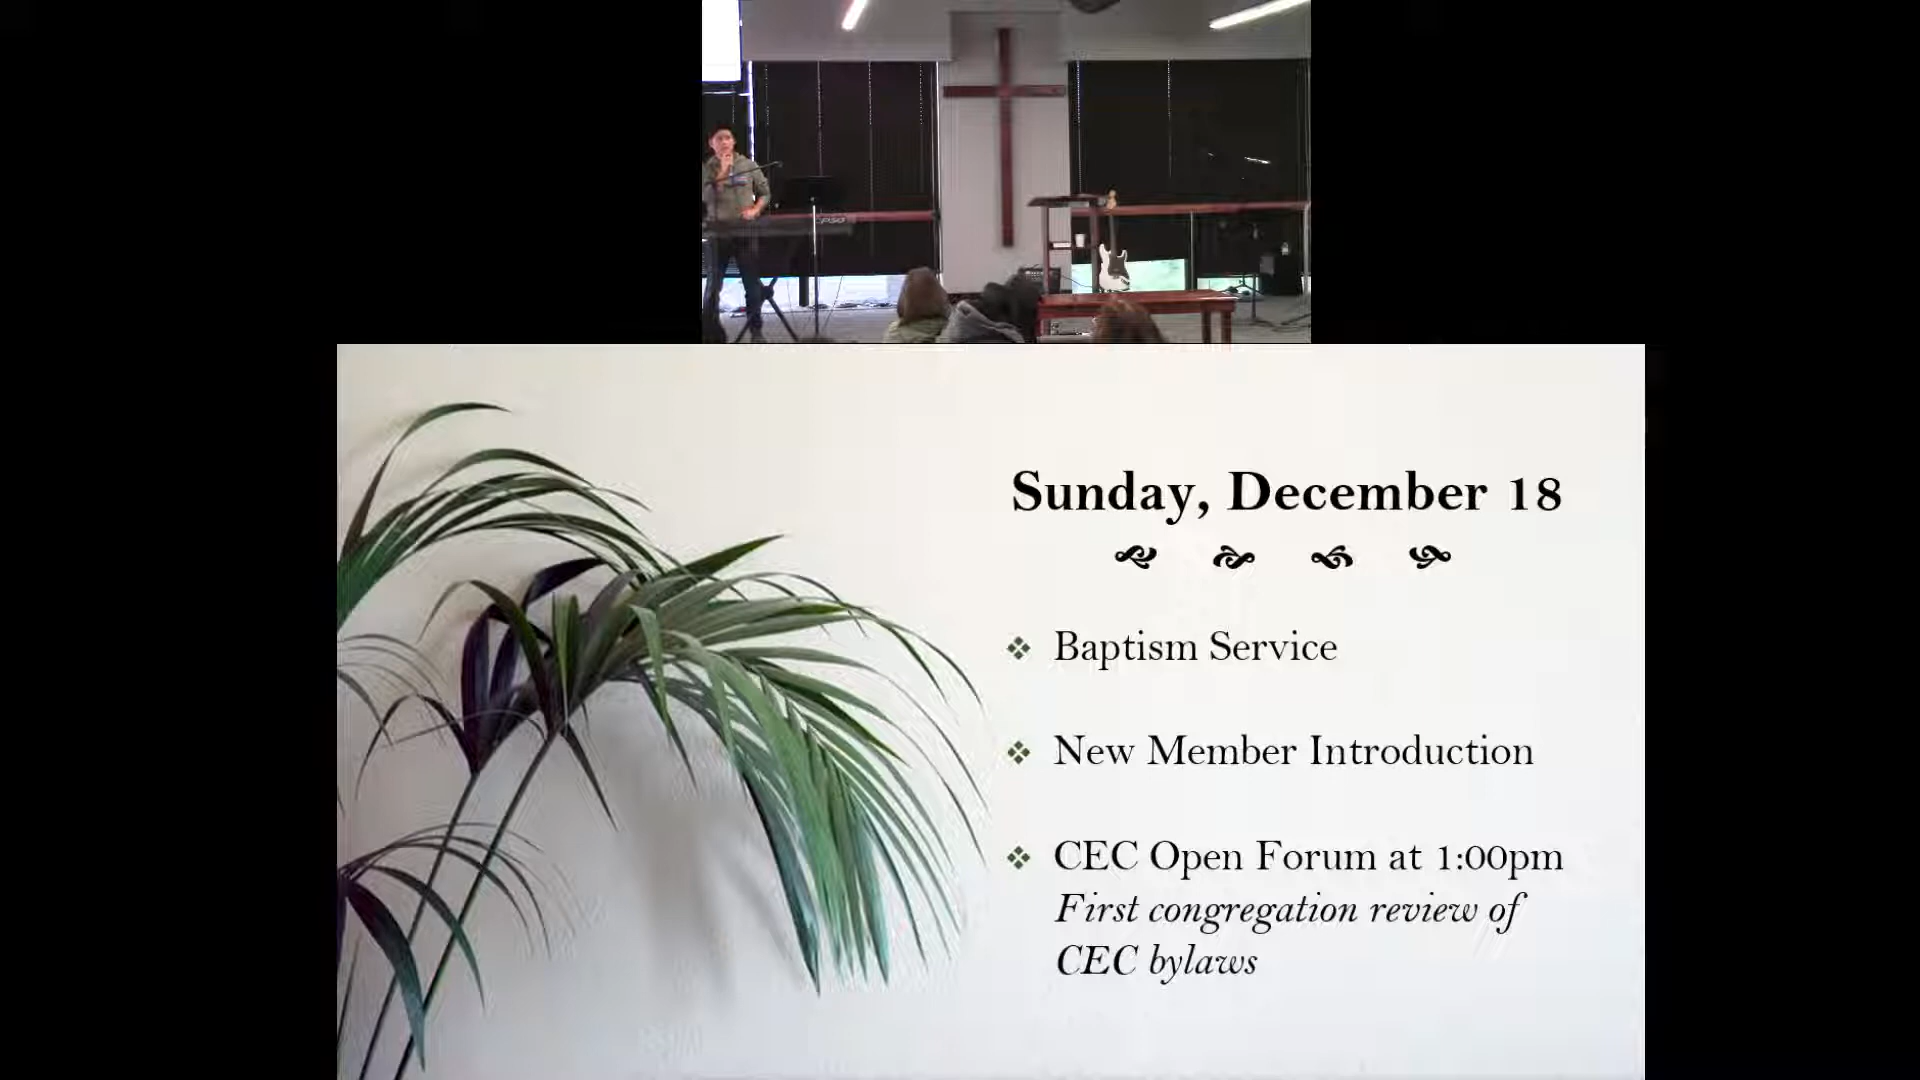 Sunday, December 18
Baptism Service
New Member Introduction
CEC Open Forum at 1:00pm
First congregation review of
CEC bylaws